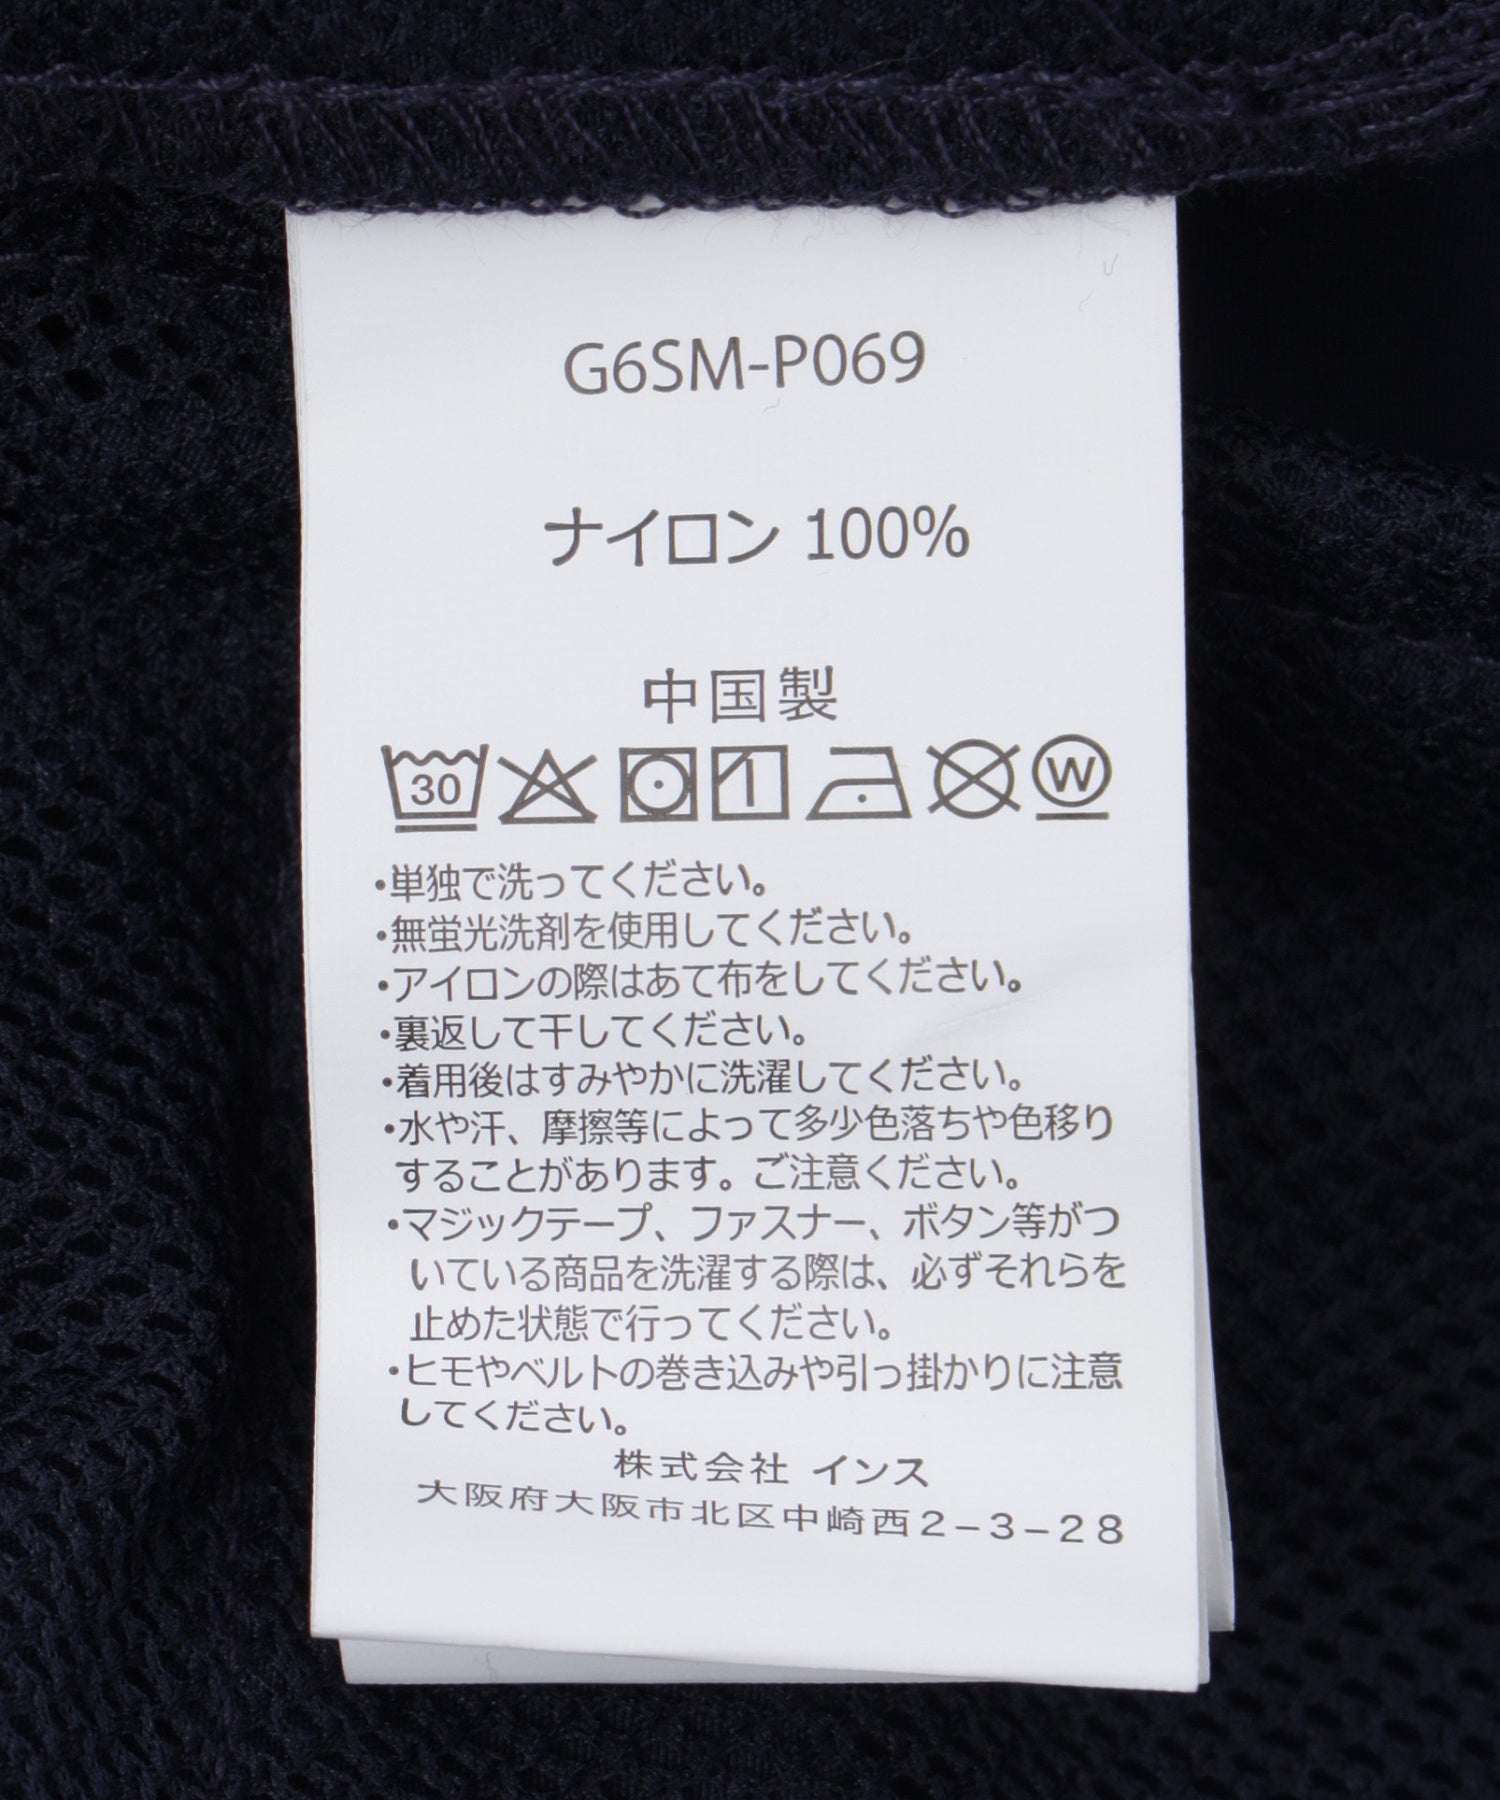 G6SM-P069
ナイロン 100%
中国製
30 W
・単独で洗ってください。
・無蛍光洗剤を使用してください。
・アイロンの際はあて布をしてください。
・裏返して干してください。
・着用後はすみやかに洗濯してください。
・水や汗、摩擦等によって多少色落ちや色移り
することがあります。ご注意ください。
・マジックテープ、ファスナー、ボタン等がつ
いている商品を洗濯する際は、必ずそれらを
止めた状態で行ってください。
・ヒモやベルトの巻き込みや引っ掛かりに注意
してください。
株式会社 インス
大阪府大阪市北区中崎西2-3-28